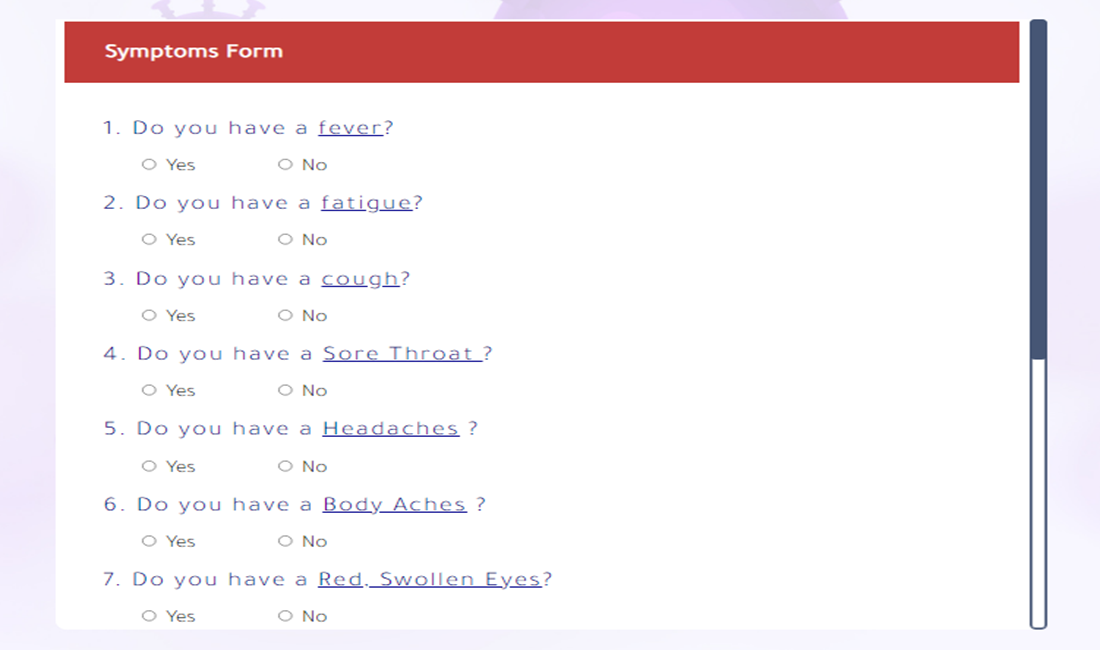 Symptoms Form
1. Do you have a fever?
Yes No
2. Do you have a fatigue?
Yes No
3. Do you have a cough?
Yes No
4. Do you have a Sore Throat ?
Yes No
5. Do you have a Headaches ?
Yes No
6. Do you have a Body Aches ?
Yes No
7. Do you have a Red, Swollen Eyes?
Yes No